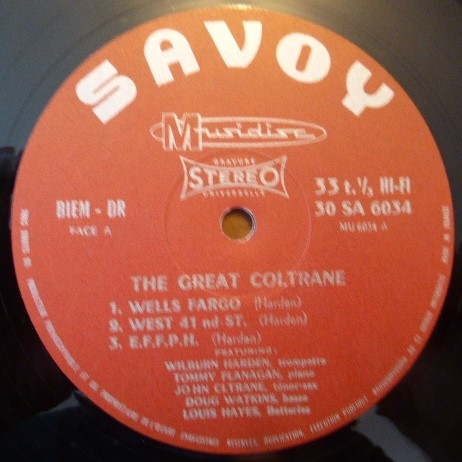 SAVOY
Musidisc
GRAVURE
STEREO
UNIVERSELLE
BIEM - DR
FACE A
33 t.⅓ HI-FI
30 SA 6034
MU 6034 A
THE GREAT COLTRANE
1. WELLS FARGO (Harden)
2. WEST 41 nd ST. (Harden)
3. E.F.F.P.H. (Harden)
FEATURING:
WILBURN HARDEN, trompette
TOMMY FLANAGAN, piano
JOHN CLTRANE, ténor-sax
DOUG WATKINS, basse
LOUIS HAYES, Batteries